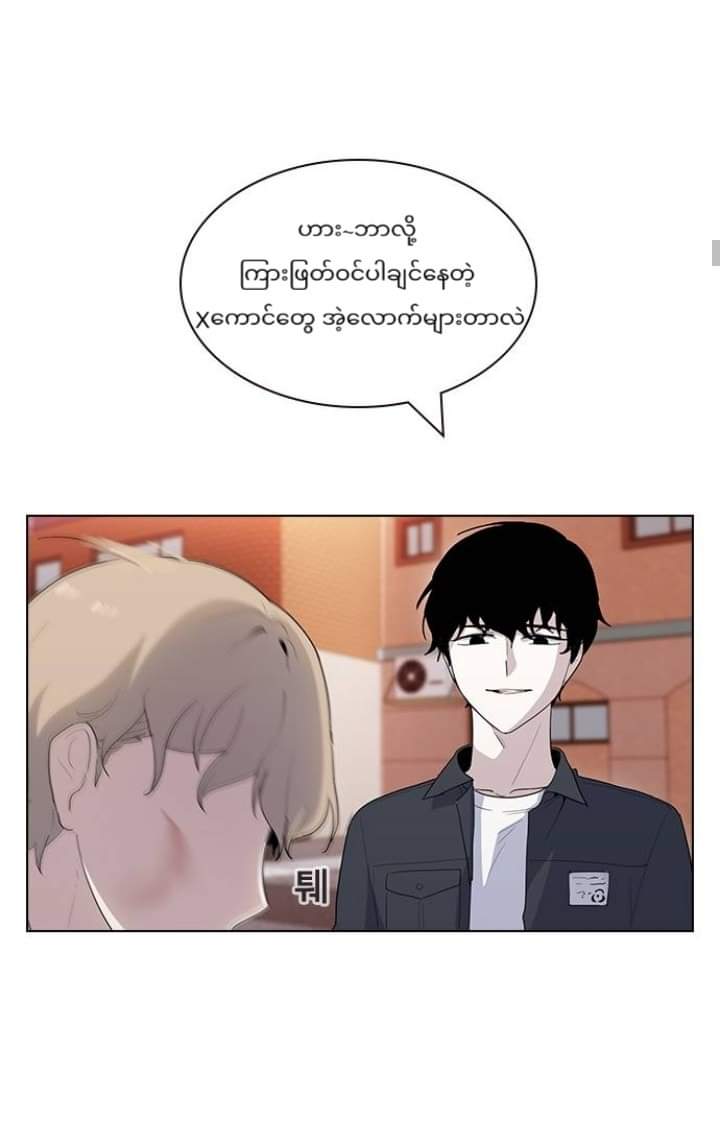 ဟား~ဘာလို့
ကြားဖြတ်ဝင်ပါချင်နေတဲ့
Xကောင်တွေ အဲ့လောက်များတာလဲ
퉤